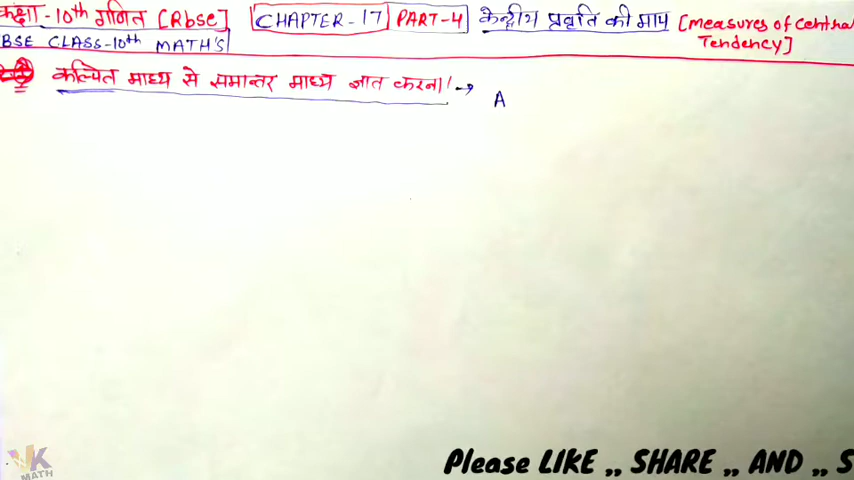 कक्षा - 10th गणित [Rbse] CHAPTER - 17 PART - 4 केन्द्रीय प्रवृति की माप [Measures of Central Tendency]
BSE CLASS-10th MATH'S
कल्पित माध्य से समान्तर माध्य ज्ञात करना। → A
VK MATH
Please LIKE ,, SHARE ,, AND ,, S